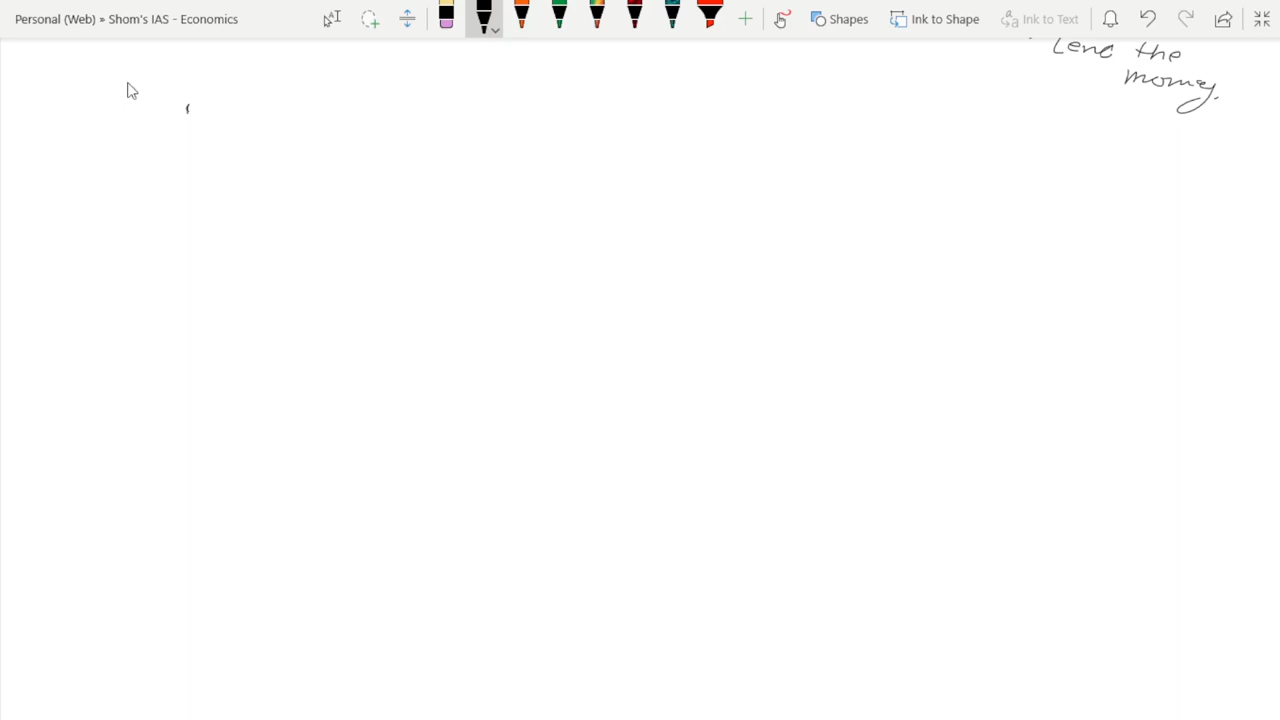 Personal (Web) » Shom's IAS - Economics
Shapes
Ink to Shape
Ink to Text
Lend the
money.